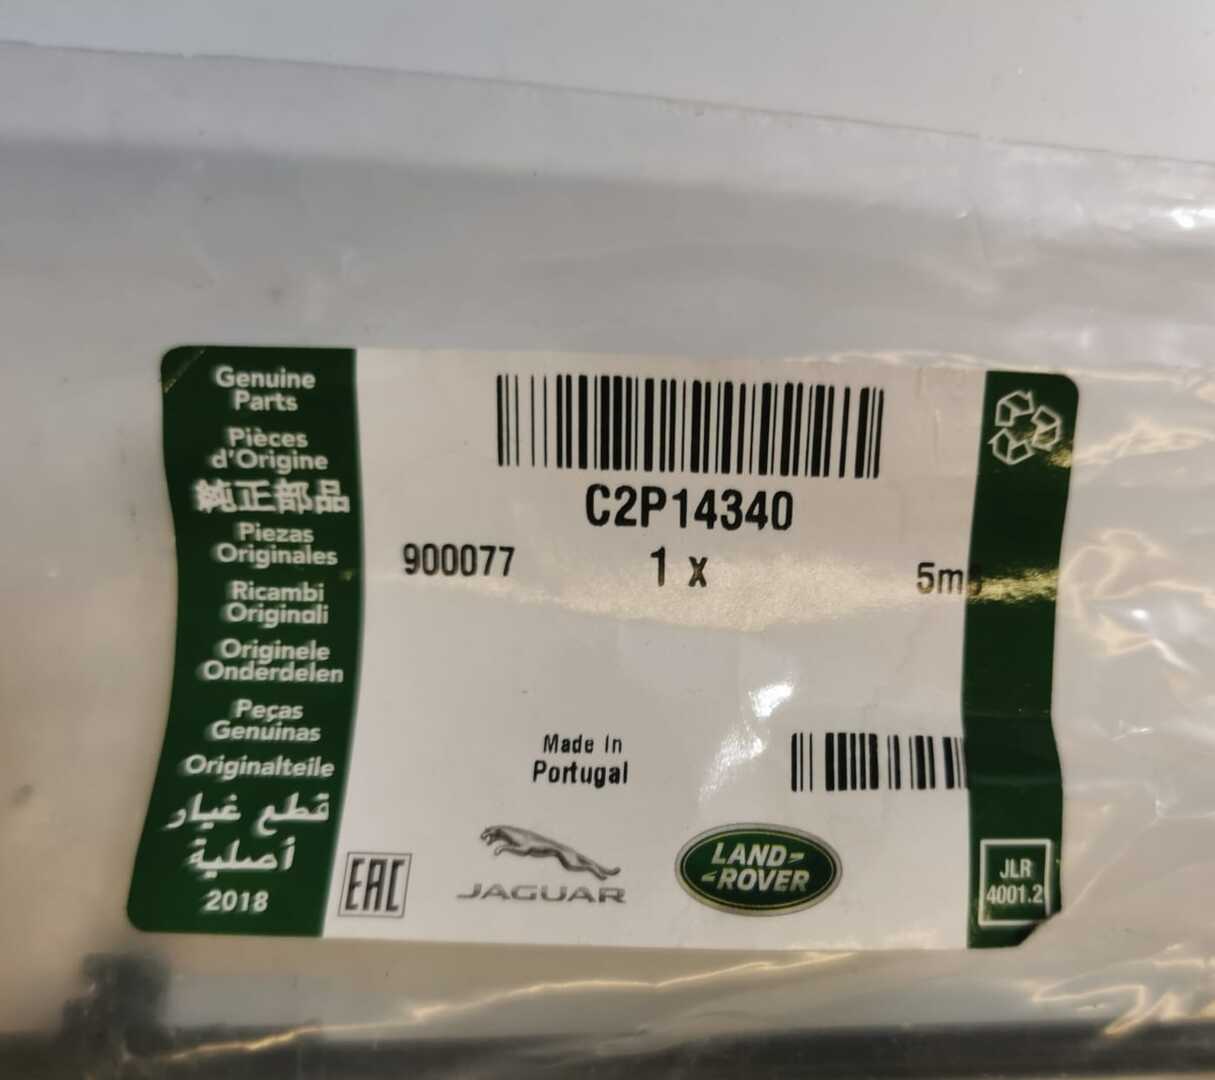 Genuine
Parts
Pièces
d'Origine
純正部品
Piezas
Originales
Ricambi
Originali
Originele
Onderdelen
Peças
Genuínas
Originalteile
قطع غيار
أصلية
2018
C2P14340
900077
1 x
Made In
Portugal
EAC
JAGUAR
LAND
ROVER
JLR
4001.2